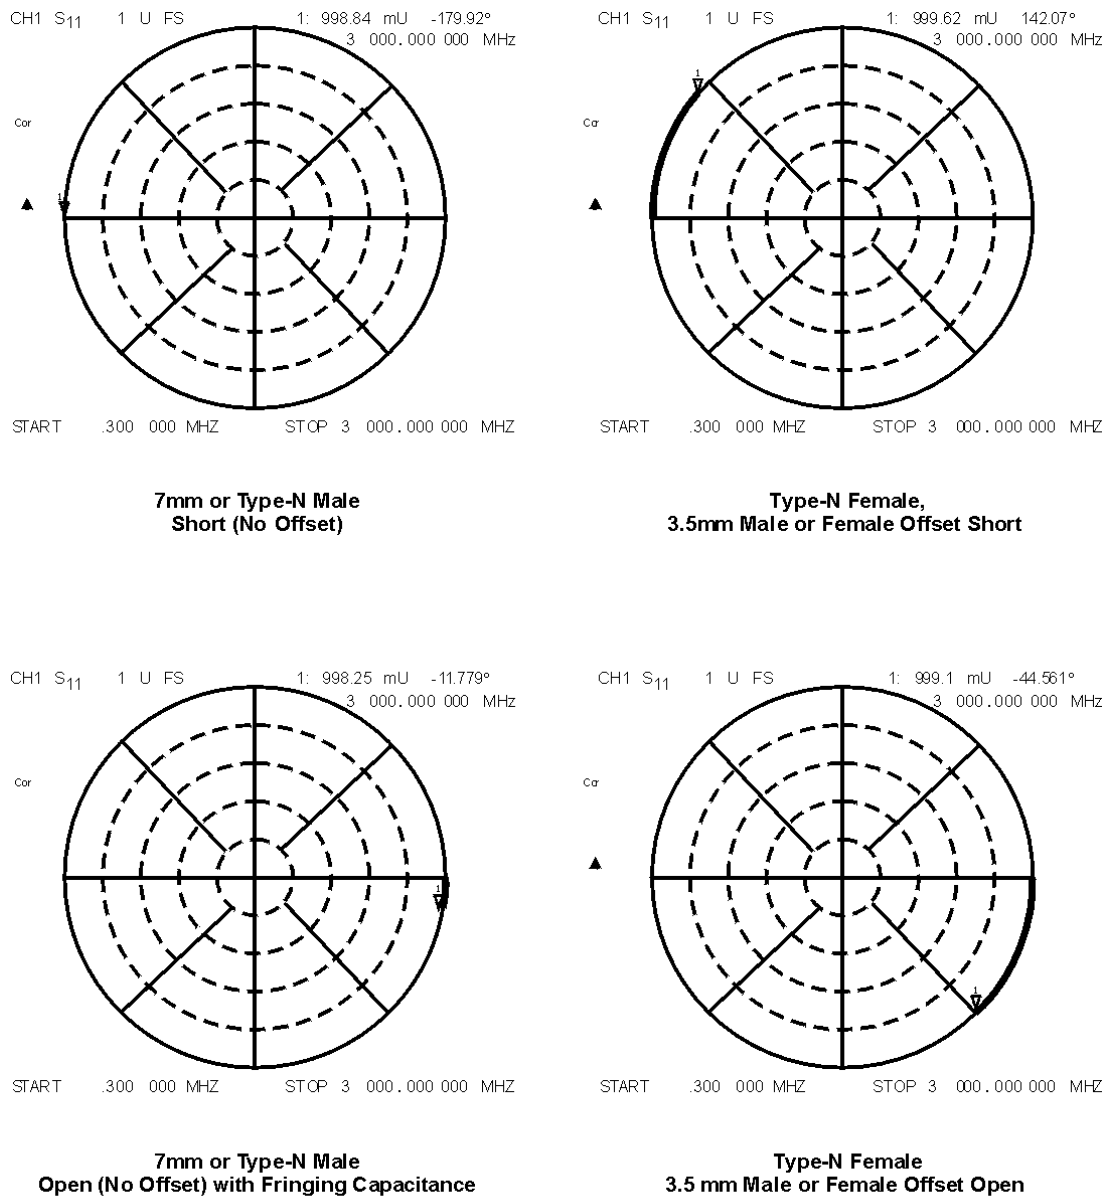 CH1 S11 1 U FS 1: 998.84 mU -179.92°
3 000.000 000 MHz
Cor
1
START .300 000 MHZ STOP 3 000.000 000 MHZ
7mm or Type-N Male
Short (No Offset)
CH1 S11 1 U FS 1: 999.62 mU 142.07°
3 000.000 000 MHz
Cor
1
START .300 000 MHZ STOP 3 000.000 000 MHZ
Type-N Female,
3.5mm Male or Female Offset Short
CH1 S11 1 U FS 1: 998.25 mU -11.779°
3 000.000 000 MHz
Cor
1
START .300 000 MHZ STOP 3 000.000 000 MHZ
7mm or Type-N Male
Open (No Offset) with Fringing Capacitance
CH1 S11 1 U FS 1: 999.1 mU -44.561°
3 000.000 000 MHz
Cor
1
START .300 000 MHZ STOP 3 000.000 000 MHZ
Type-N Female
3.5 mm Male or Female Offset Open